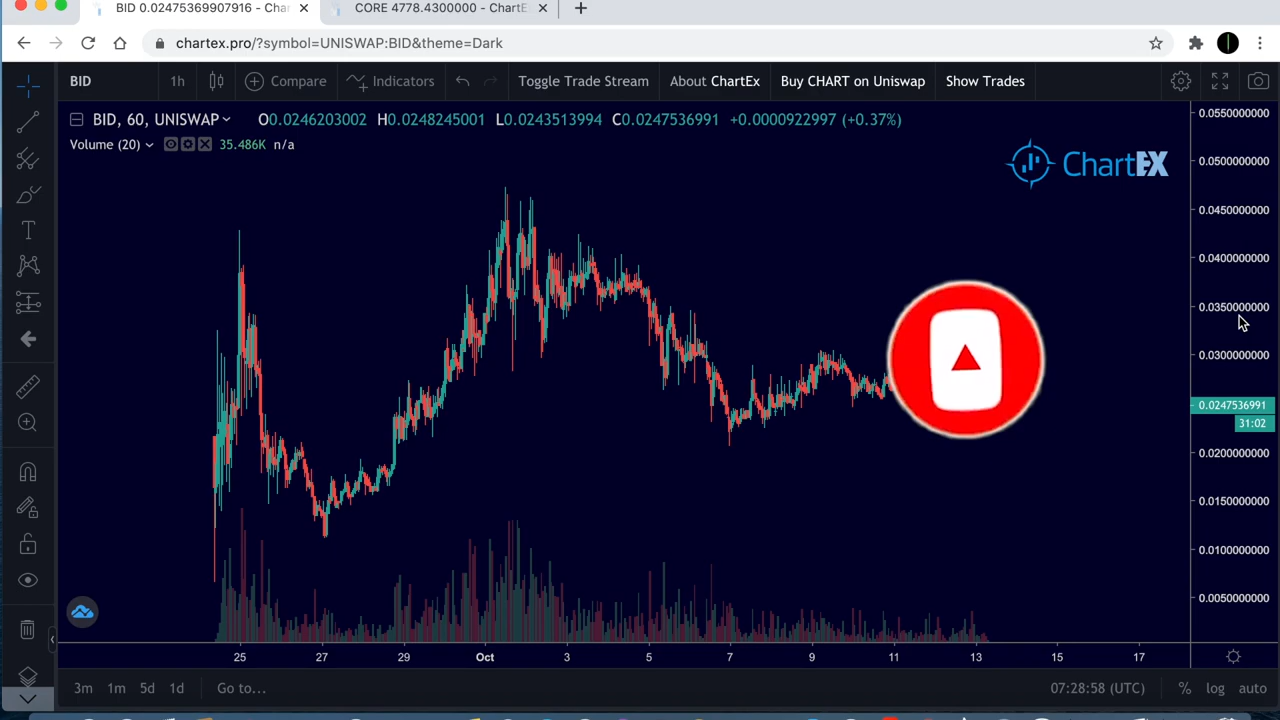 BID 0.02475369907916 - Char
CORE 4778.4300000 - ChartE
chartex.pro/?symbol=UNISWAP:BID&theme=Dark
BID 1h Compare Indicators Toggle Trade Stream About ChartEx Buy CHART on Uniswap Show Trades
BID, 60, UNISWAP O0.0246203002 H0.0248245001 L0.0243513994 C0.0247536991 +0.0000922997 (+0.37%)
Volume (20) 35.486K n/a
ChartEX
0.0550000000
0.0500000000
0.0450000000
0.0400000000
0.0350000000
0.0300000000
0.0247536991
31:02
0.0200000000
0.0150000000
0.0100000000
0.0050000000
25 27 29 Oct 3 5 7 9 11 13 15 17
3m 1m 5d 1d Go to... 07:28:58 (UTC) % log auto